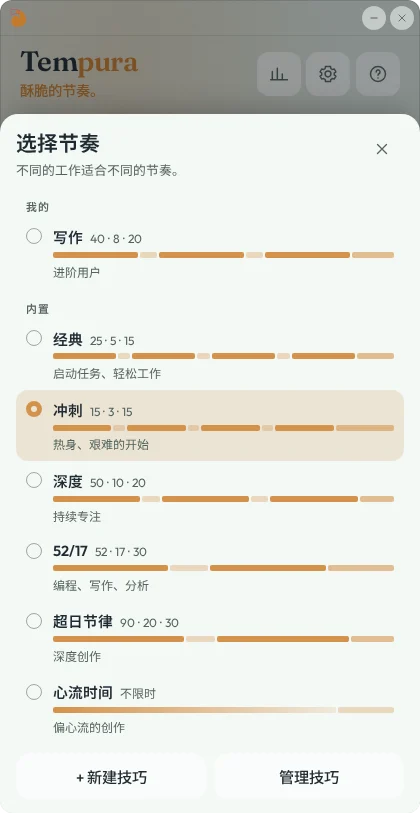 Tempura
酥脆的节奏。
选择节奏
不同的工作适合不同的节奏。
我的
写作 40·8·20
进阶用户
内置
经典 25·5·15
启动任务、轻松工作
冲刺 15·3·15
热身、艰难的开始
深度 50·10·20
持续专注
52/17 52·17·30
编程、写作、分析
超日节律 90·20·30
深度创作
心流时间 不限时
偏心流的创作
+ 新建技巧 管理技巧